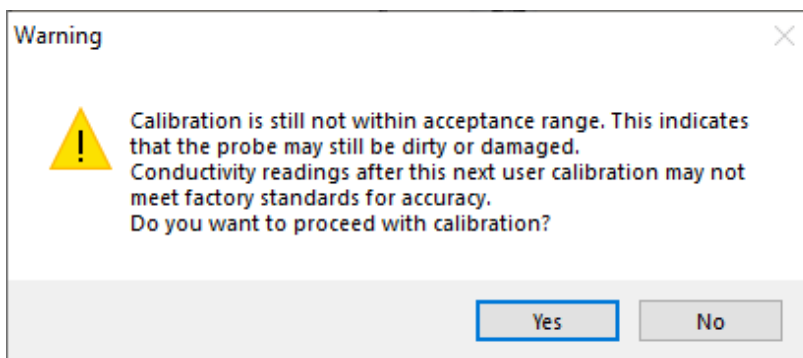 Warning
Calibration is still not within acceptance range. This indicates
that the probe may still be dirty or damaged.
Conductivity readings after this next user calibration may not
meet factory standards for accuracy.
Do you want to proceed with calibration?
Yes No